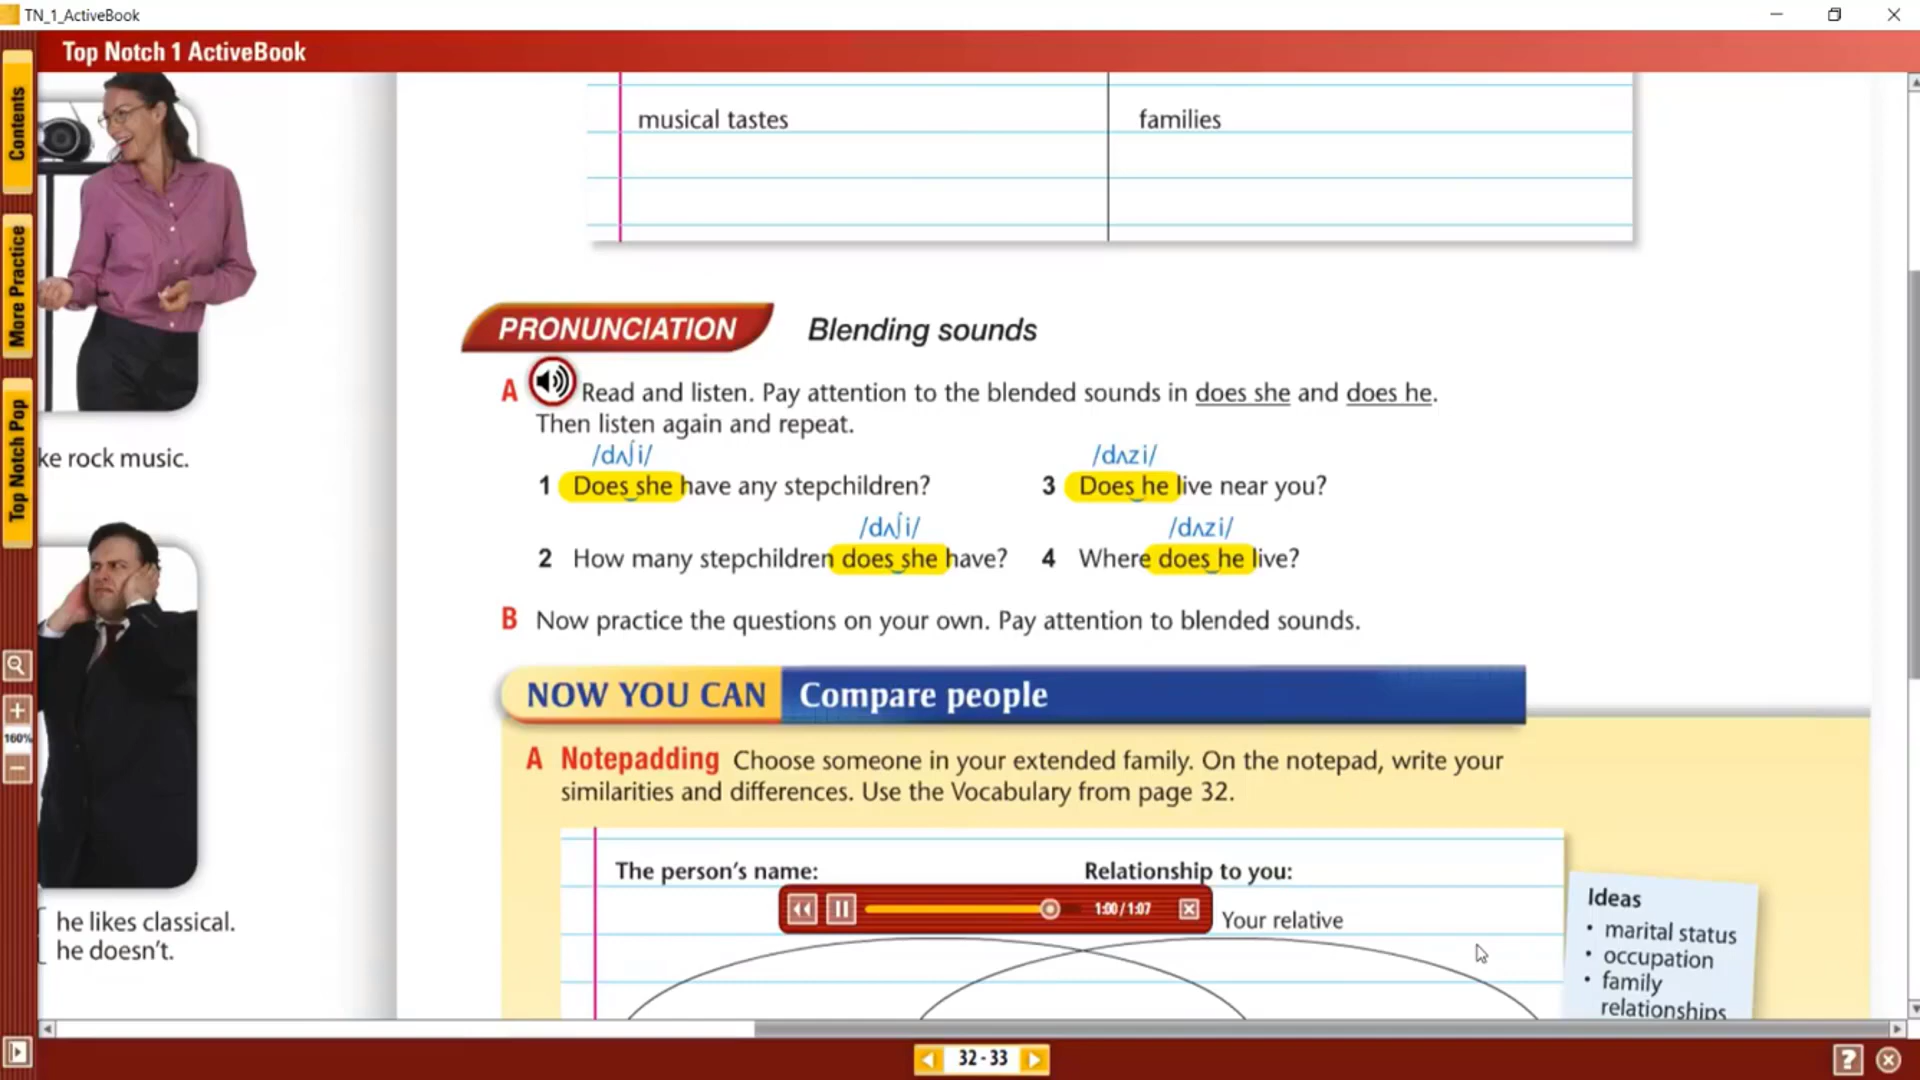 TN_1_ActiveBook
Top Notch 1 ActiveBook
Contents
More Practice
Top Notch Pop
160%
ke rock music.
he likes classical.
he doesn't.
musical tastes
families
PRONUNCIATION Blending sounds
A Read and listen. Pay attention to the blended sounds in does she and does he.
Then listen again and repeat.
/dʌʃi/
1 Does she have any stepchildren?
/dʌʃi/
2 How many stepchildren does she have?
/dʌzi/
3 Does he live near you?
/dʌzi/
4 Where does he live?
B Now practice the questions on your own. Pay attention to blended sounds.
NOW YOU CAN Compare people
A Notepadding Choose someone in your extended family. On the notepad, write your
similarities and differences. Use the Vocabulary from page 32.
The person's name:
Relationship to you:
1:00 / 1:07
Your relative
Ideas
• marital status
• occupation
• family
relationships
32 - 33
?